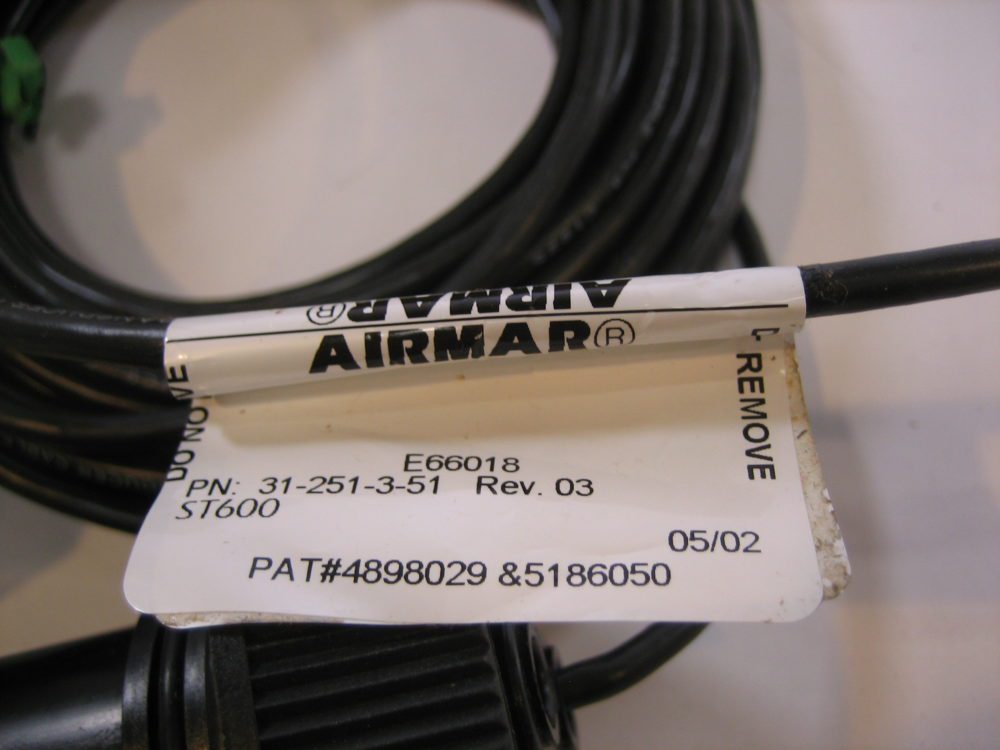 AIRMAR®
AIRMAR®
DO NOT REMOVE
E66018
PN: 31-251-3-51 Rev. 03
ST600
05/02
PAT#4898029 &5186050